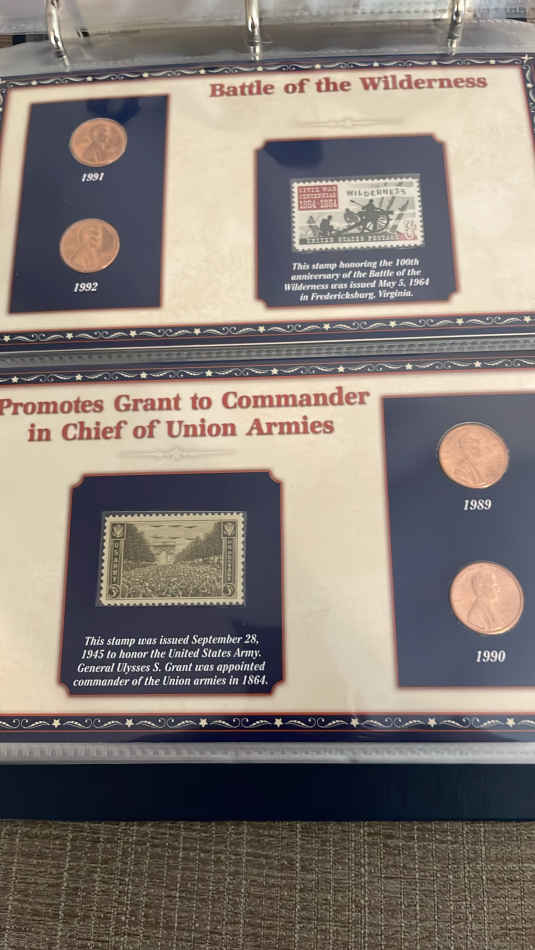 Battle of the Wilderness
1991
1992
CIVIL WAR
CENTENNIAL
1864-1964
WILDERNESS
UNITED STATES POSTAGE
This stamp honoring the 100th
anniversary of the Battle of the
Wilderness was issued May 5, 1964
in Fredericksburg, Virginia.
Promotes Grant to Commander
in Chief of Union Armies
This stamp was issued September 28,
1945 to honor the United States Army.
General Ulysses S. Grant was appointed
commander of the Union armies in 1864.
1989
1990